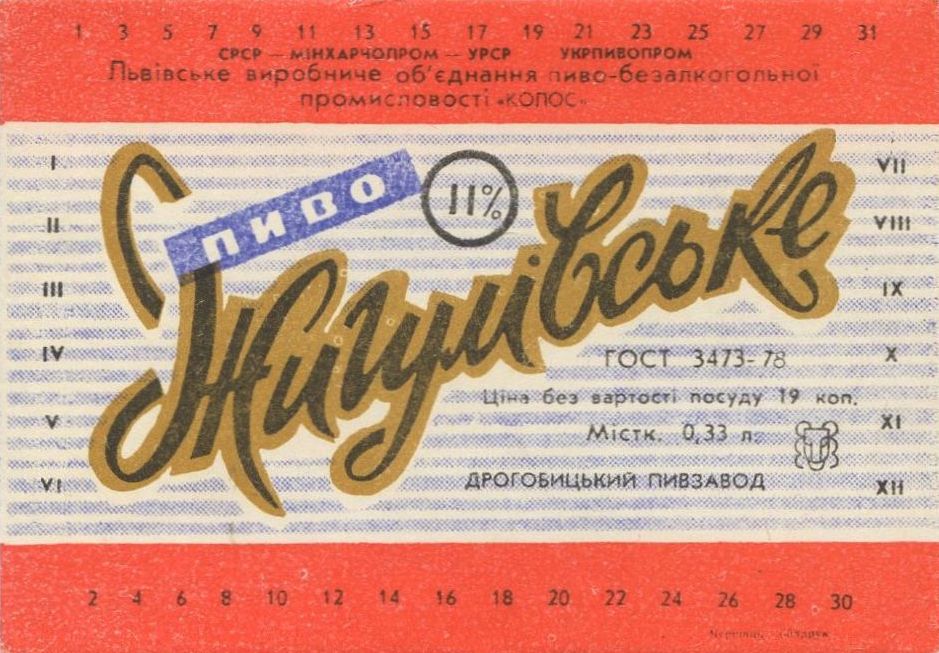 1 3 5 7 9 11 13 15 17 19 21 23 25 27 29 31
СРСР — МІНХАРЧОПРОМ — УРСР УКРПИВОПРОМ
Львівське виробниче об'єднання пиво-безалкогольної
промисловості «КОЛОС»
I
II
III
IV
V
VI
ПИВО
11%
Жигулівське
VII
VIII
IX
X
XI
XII
ГОСТ 3473-78
Ціна без вартості посуду 19 коп.
Містк. 0,33 л.
ДРОГОБИЦЬКИЙ ПИВЗАВОД
2 4 6 8 10 12 14 16 18 20 22 24 26 28 30